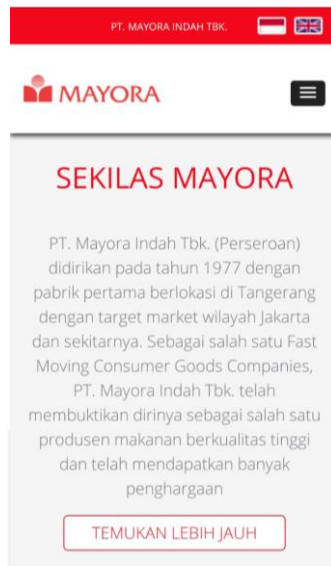 PT. MAYORA INDAH TBK.
MAYORA
SEKILAS MAYORA
PT. Mayora Indah Tbk. (Perseroan)
didirikan pada tahun 1977 dengan
pabrik pertama berlokasi di Tangerang
dengan target market wilayah Jakarta
dan sekitarnya. Sebagai salah satu Fast
Moving Consumer Goods Companies,
PT. Mayora Indah Tbk. telah
membuktikan dirinya sebagai salah satu
produsen makanan berkualitas tinggi
dan telah mendapatkan banyak
penghargaan
TEMUKAN LEBIH JAUH